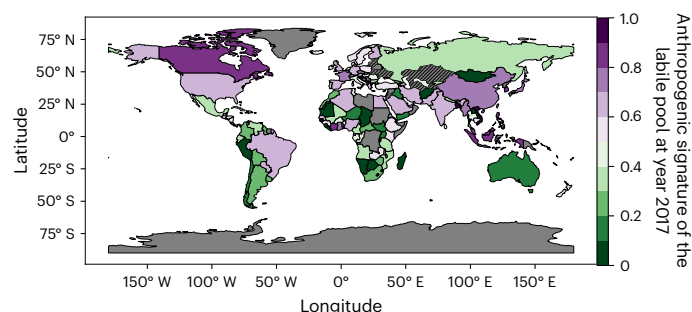 75° N
50° N
25° N
0°
25° S
50° S
75° S
Latitude
150° W
100° W
50° W
0°
50° E
100° E
150° E
Longitude
1.0
0.8
0.6
0.4
0.2
0
Anthropogenic signature of the
labile pool at year 2017